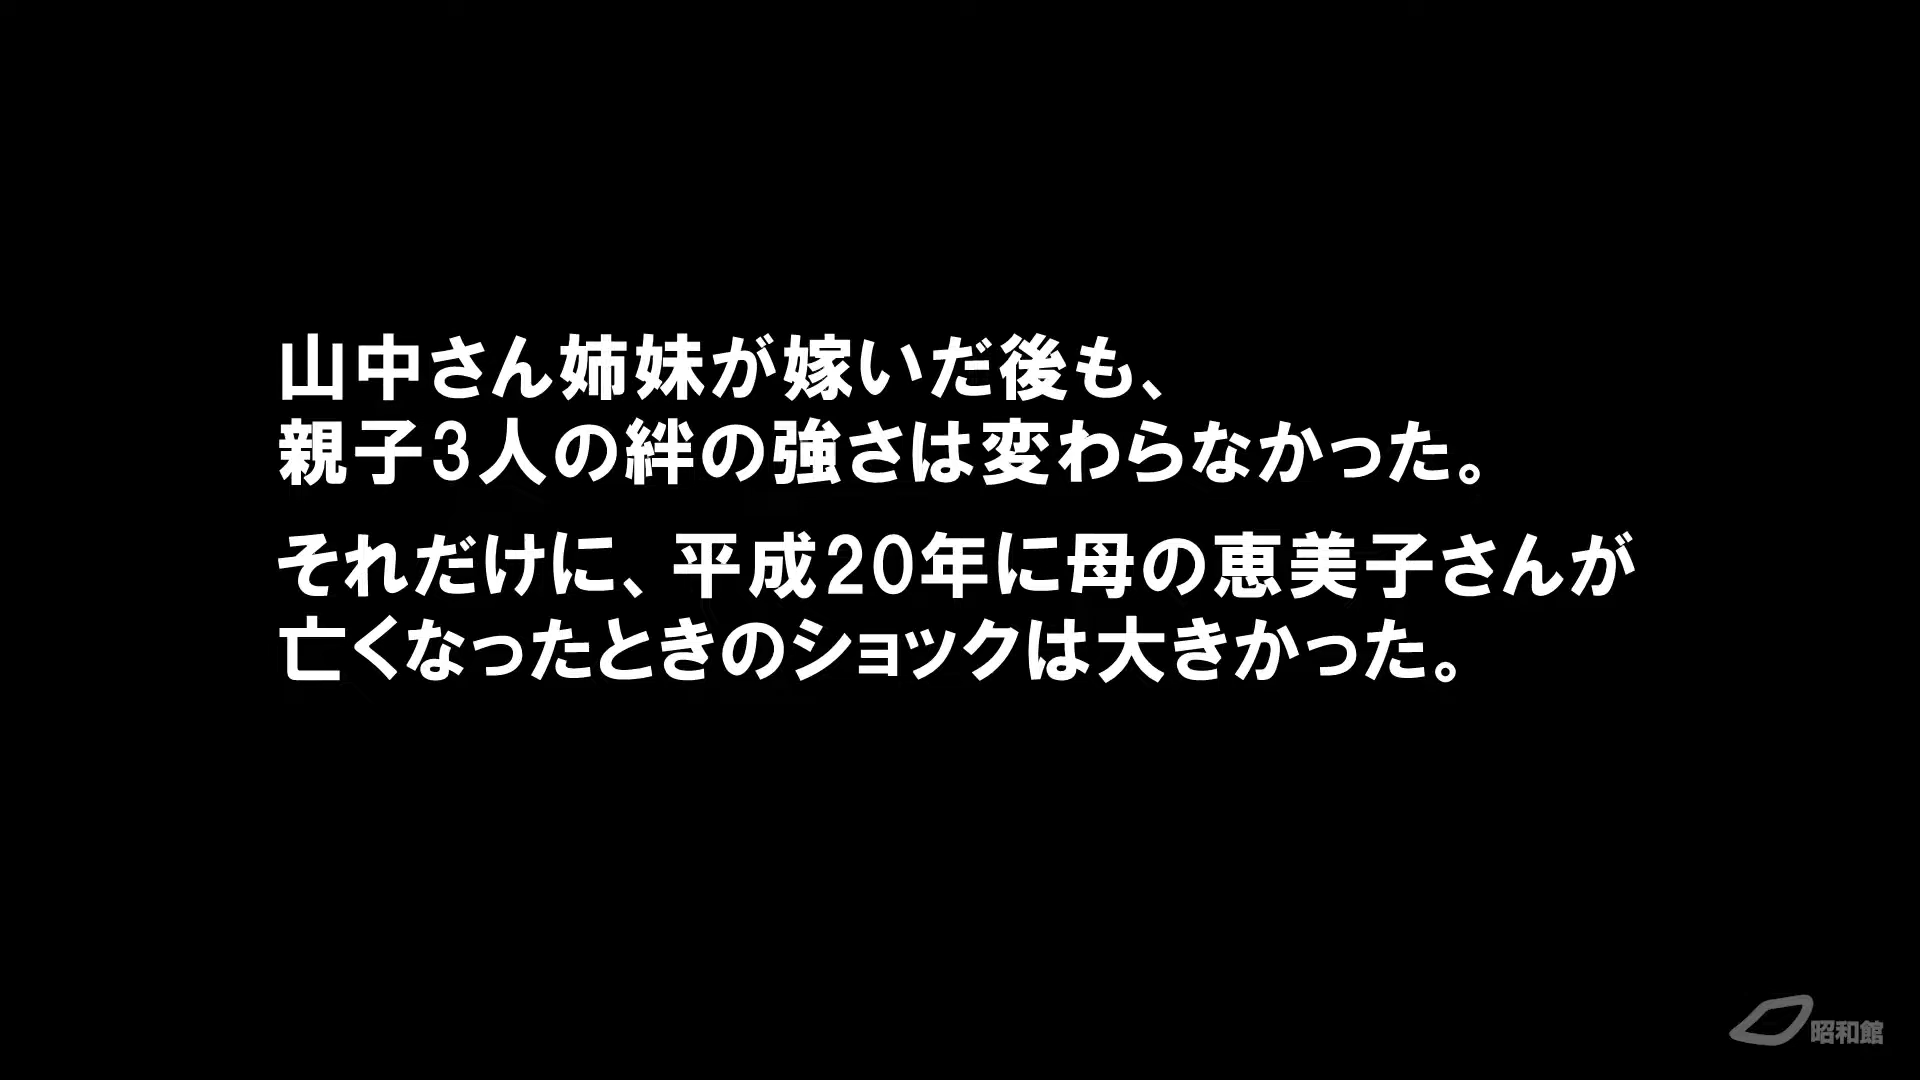 山中さん姉妹が嫁いだ後も、
親子3人の絆の強さは変わらなかった。
それだけに、平成20年に母の恵美子さんが
亡くなったときのショックは大きかった。
昭和館